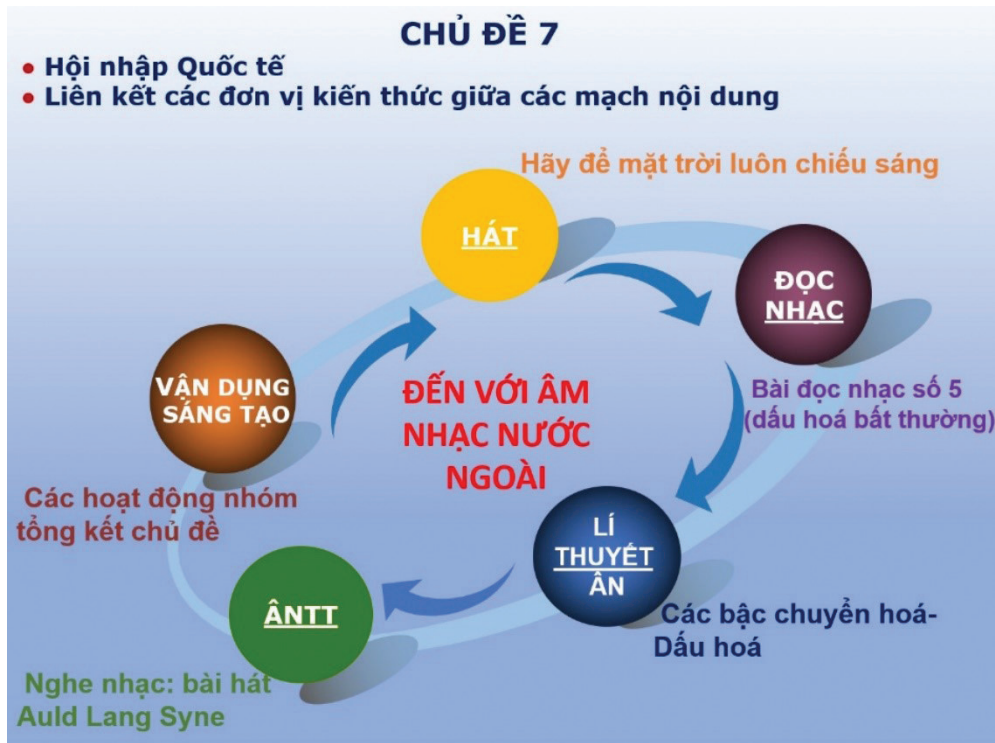 CHỦ ĐỀ 7
• Hội nhập Quốc tế
• Liên kết các đơn vị kiến thức giữa các mạch nội dung
Hãy để mặt trời luôn chiếu sáng
HÁT
ĐỌC
NHẠC
Bài đọc nhạc số 5
(dấu hoá bất thường)
LÍ
THUYẾT
ÂN
Các bậc chuyển hoá-
Dấu hoá
ÂNTT
Nghe nhạc: bài hát
Auld Lang Syne
VẬN DỤNG
SÁNG TẠO
Các hoạt động nhóm
tổng kết chủ đề
ĐẾN VỚI ÂM
NHẠC NƯỚC
NGOÀI